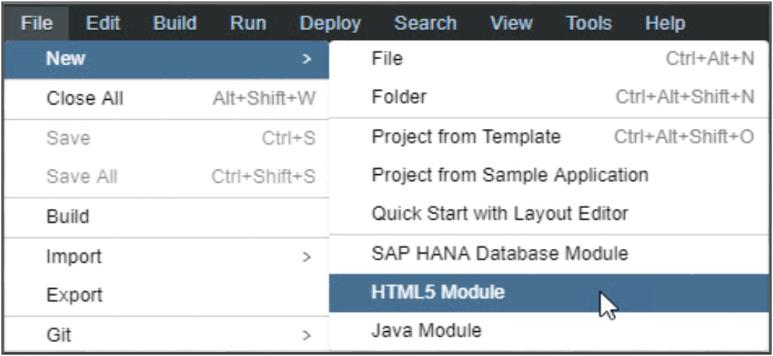 File Edit Build Run Deploy Search View Tools Help
New >
Close All Alt+Shift+W
Save Ctrl+S
Save All Ctrl+Shift+S
Build
Import >
Export
Git >
File Ctrl+Alt+N
Folder Ctrl+Alt+Shift+N
Project from Template Ctrl+Alt+Shift+O
Project from Sample Application
Quick Start with Layout Editor
SAP HANA Database Module
HTML5 Module
Java Module